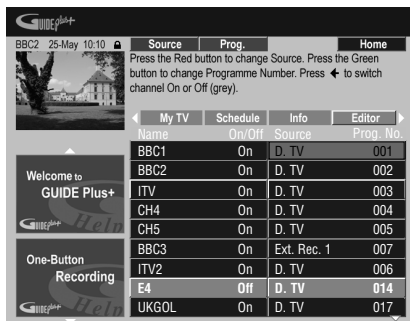 GUIDE Plus+
BBC2 25-May 10:10
Source Prog. Home
Press the Red button to change Source. Press the Green
button to change Programme Number. Press ← to switch
channel On or Off (grey).
My TV Schedule Info Editor
Name On/Off Source Prog. No.
BBC1 On D. TV 001
BBC2 On D. TV 002
ITV On D. TV 003
CH4 On D. TV 004
CH5 On D. TV 005
BBC3 On Ext. Rec. 1 007
ITV2 On D. TV 006
E4 Off D. TV 014
UKGOL On D. TV 017
Welcome to
GUIDE Plus+
GUIDE Plus+ Help
One-Button
Recording
GUIDE Plus+ Help